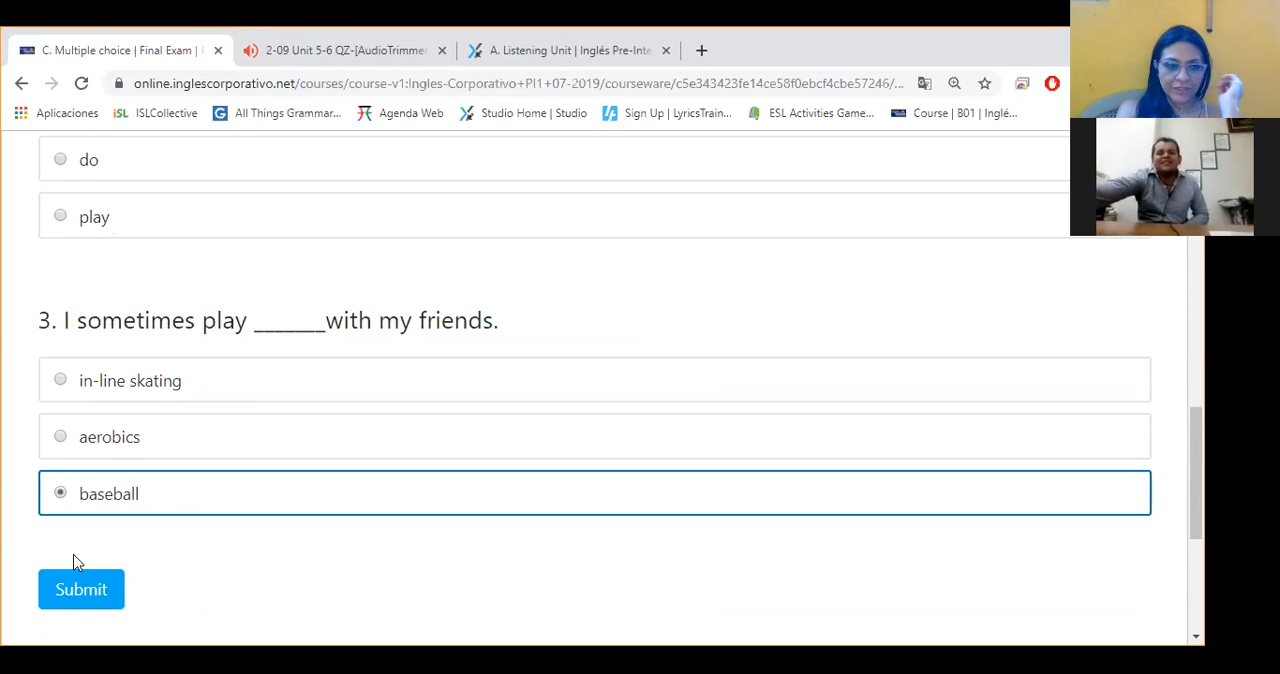 C. Multiple choice | Final Exam |
2-09 Unit 5-6 QZ-[AudioTrimmer
A. Listening Unit | Inglés Pre-Inte
online.inglescorporativo.net/courses/course-v1:Ingles-Corporativo+PI1+07-2019/courseware/c5e343423fe14ce58f0ebcf4cbe57246/...
Aplicaciones iSL ISLCollective G All Things Grammar... Agenda Web Studio Home | Studio Sign Up | LyricsTrain... ESL Activities Game... Course | B01 | Inglé...
do
play
3. I sometimes play _______with my friends.
in-line skating
aerobics
baseball
Submit